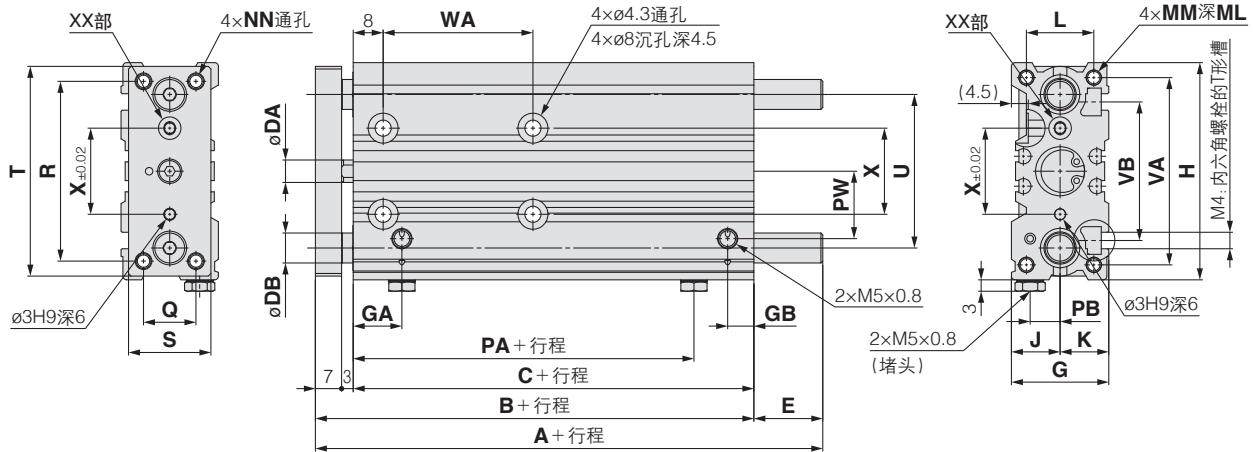 XX部
4×NN通孔
T
R
X±0.02
ø3H9深6
Q
S
8
WA
4×ø4.3通孔
4×ø8沉孔深4.5
øDA
øDB
PW
X
U
2×M5×0.8
GA
GB
PA+行程
7
3
C+行程
B+行程
E
A+行程
XX部
L
4×MM深ML
(4.5)
X±0.02
VB
VA
H
M4:内六角螺栓的T形槽
3
2×M5×0.8
(堵头)
J
K
PB
G
ø3H9深6